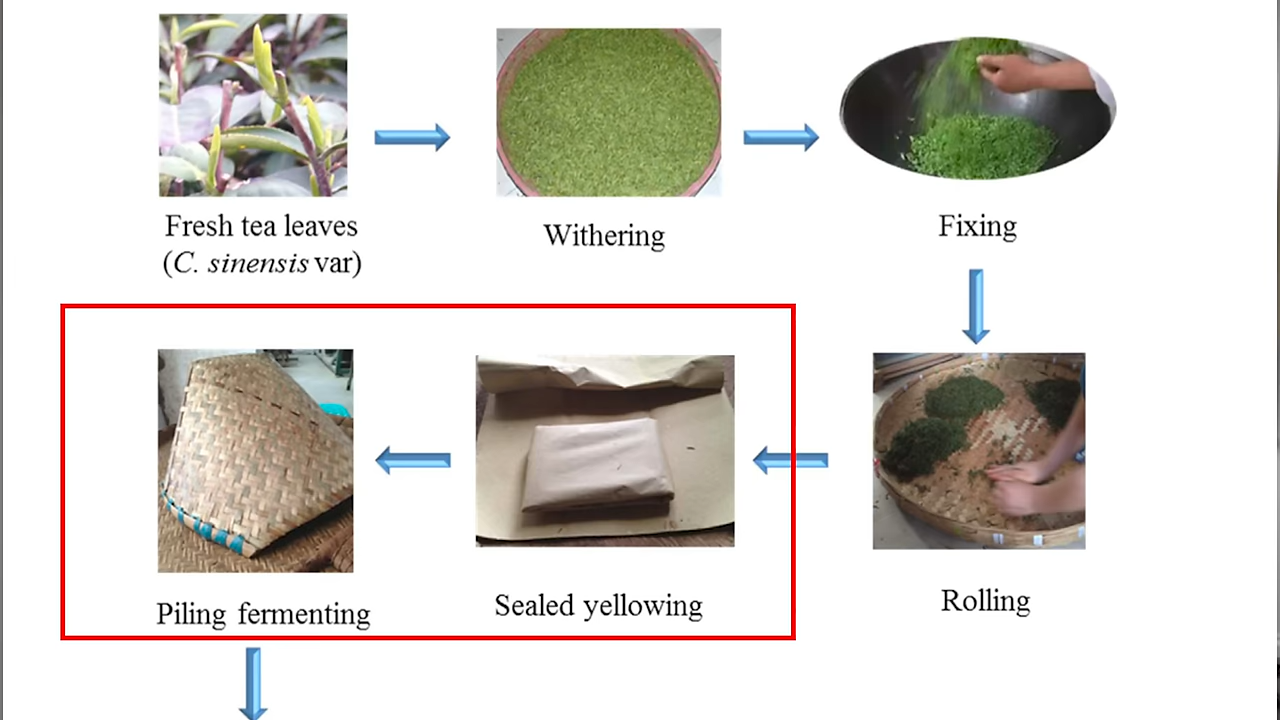 Fresh tea leaves
(C. sinensis var)
Withering
Fixing
Rolling
Sealed yellowing
Piling fermenting